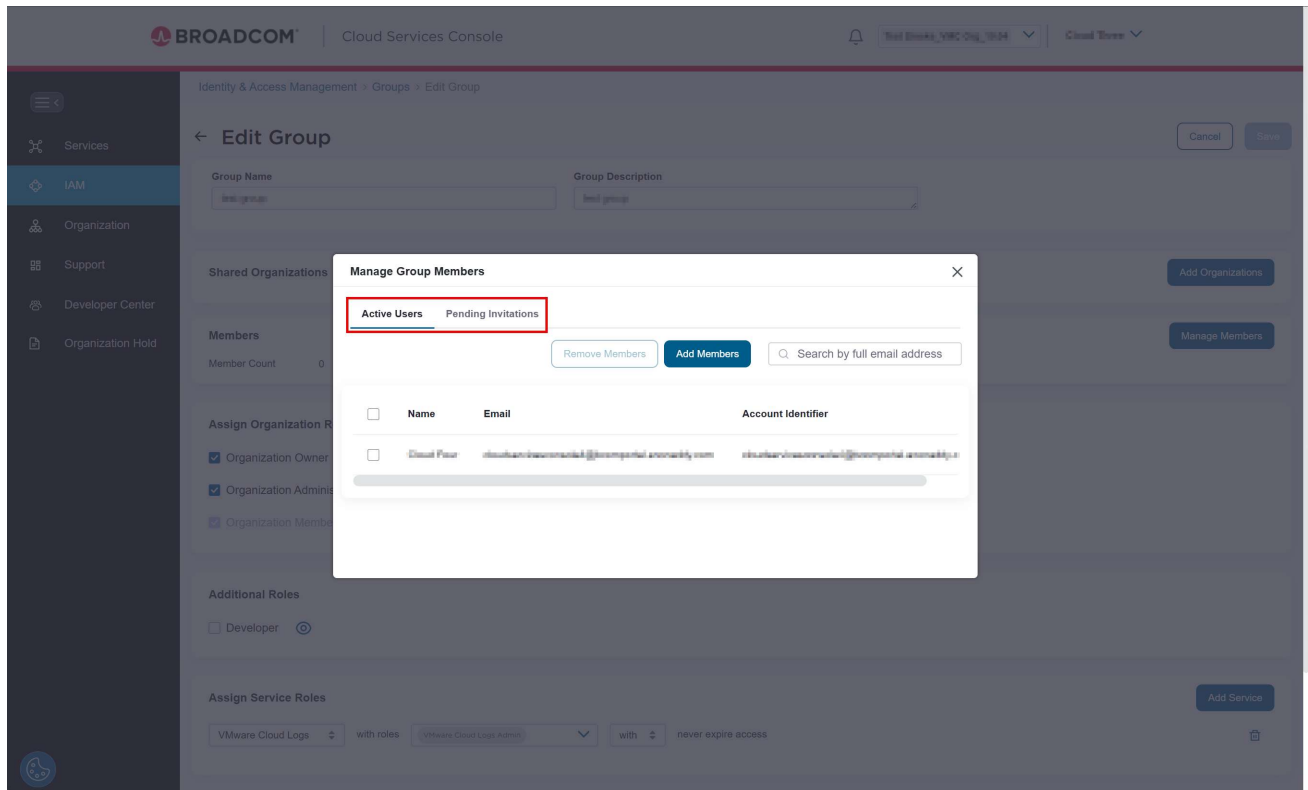 BROADCOM Cloud Services Console
Identity & Access Management > Groups > Edit Group
Edit Group
Cancel
Save
Services
IAM
Organization
Support
Developer Center
Organization Hold
Group Name
Group Description
Shared Organizations
Add Organizations
Members
Manage Members
Member Count 0
Assign Organization R
Organization Owner
Organization Adminis
Organization Membe
Manage Group Members
Active Users
Pending Invitations
Remove Members
Add Members
Search by full email address
Name
Email
Account Identifier
Additional Roles
Developer
Assign Service Roles
Add Service
VMware Cloud Logs with roles VMware Cloud Logs Admin with never expire access